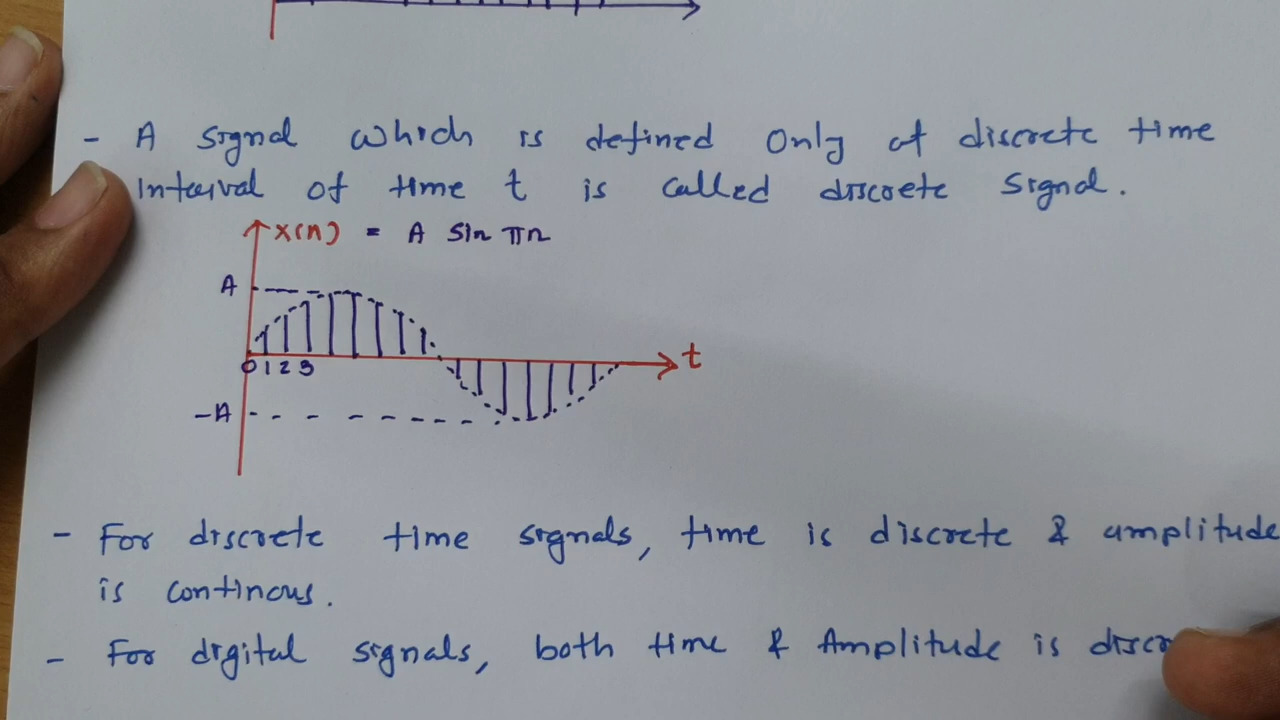 - A signal which is defined only at discrete time
interval of time t is called discrete signal.
x(n) = A sin πn
A
0 1 2 3
t
-A
- For discrete time signals, time is discrete & amplitude
is continous.
- For digital signals, both time & Amplitude is